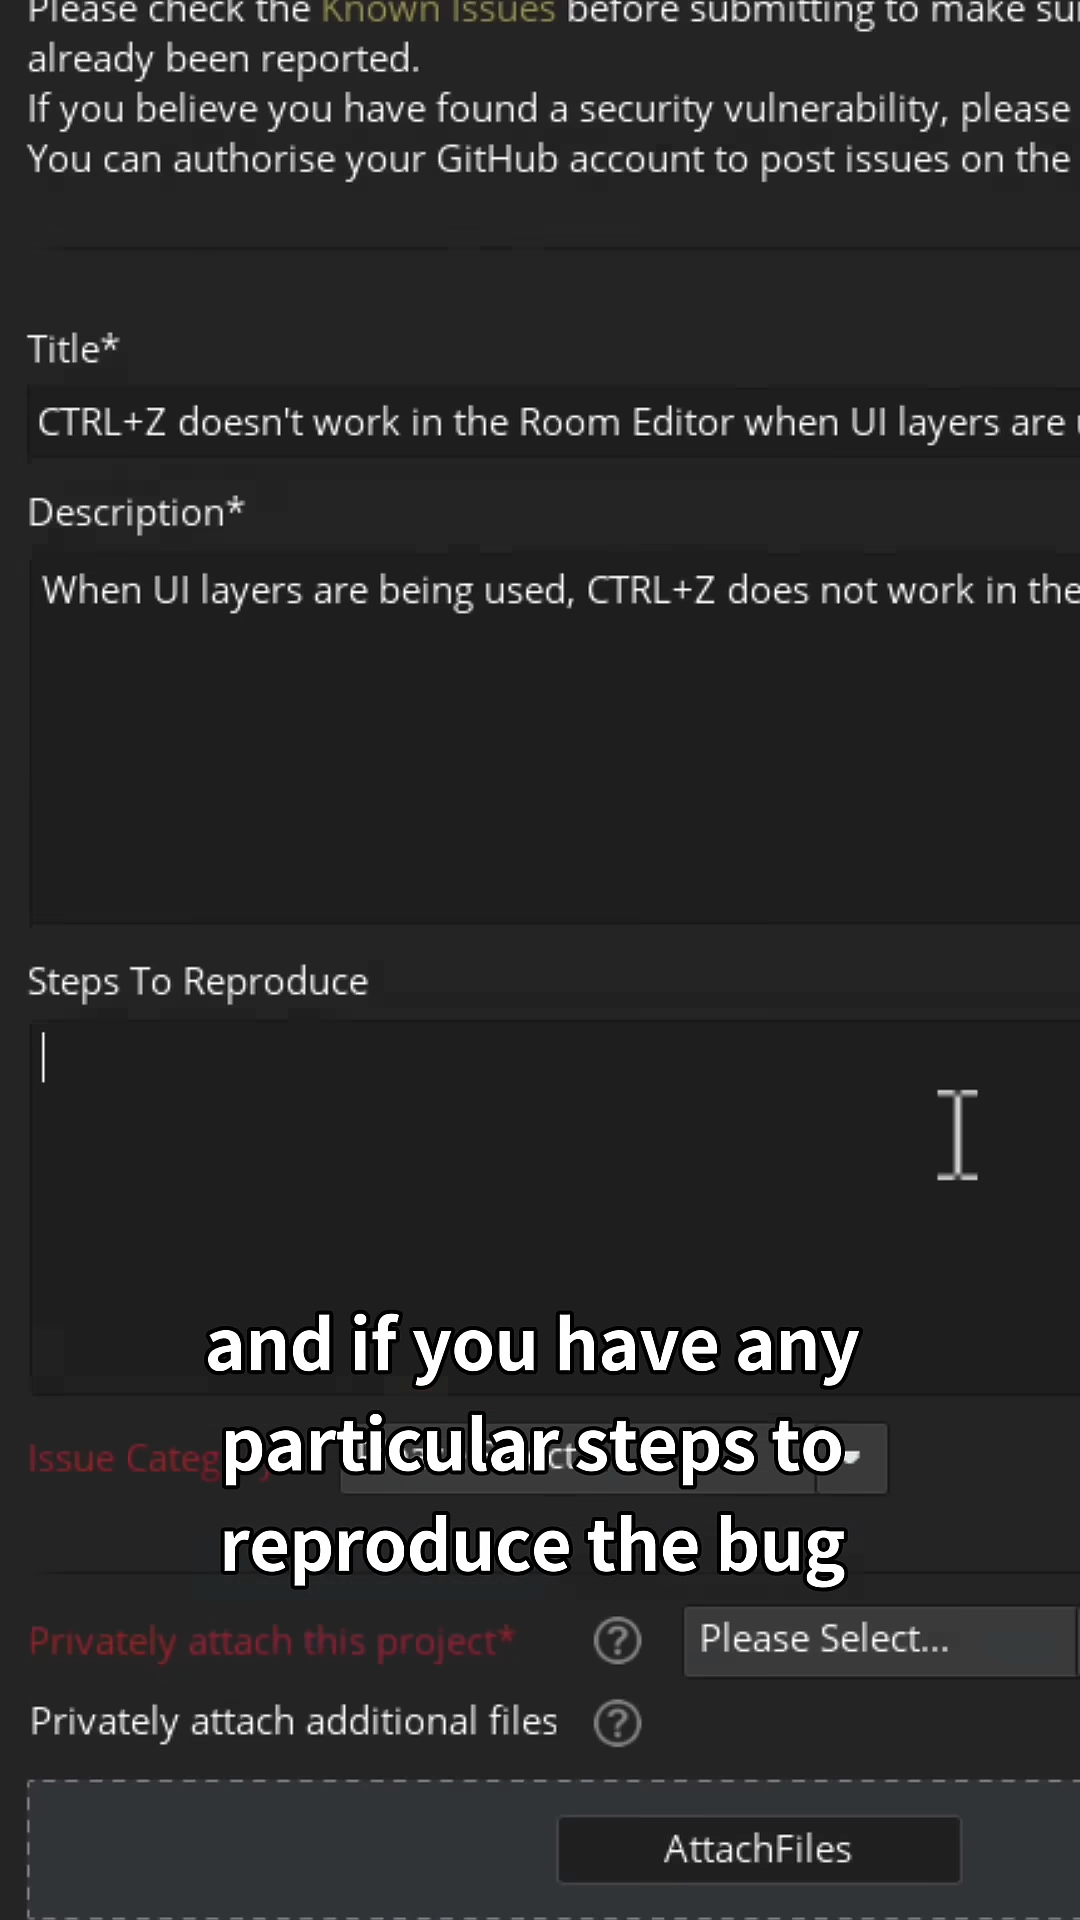 Please check the Known Issues before submitting to make
already been reported.
If you believe you have found a security vulnerability, please
You can authorise your GitHub account to post issues on the
Title*
CTRL+Z doesn't work in the Room Editor when UI layers are
Description*
When UI layers are being used, CTRL+Z does not work in the
Steps To Reproduce
and if you have any
particular steps to
Issue
reproduce the bug
Privately attach this project*
? Please Select...
Privately attach additional files
?
AttachFiles